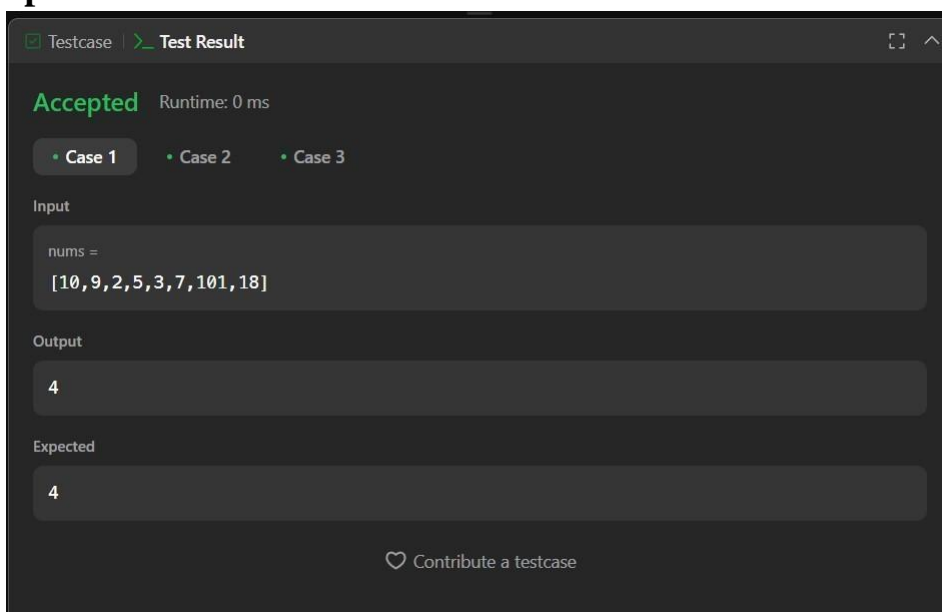 Testcase >_ Test Result
Accepted Runtime: 0 ms
• Case 1 • Case 2 • Case 3
Input
nums =
[10,9,2,5,3,7,101,18]
Output
4
Expected
4
Contribute a testcase